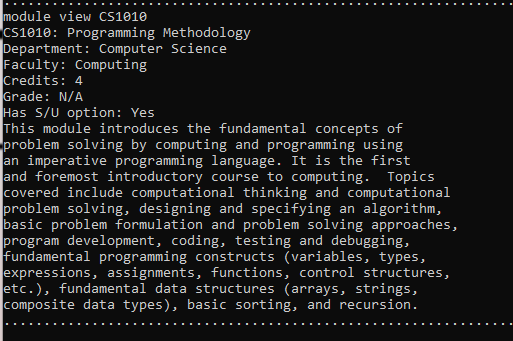 module view CS1010
CS1010: Programming Methodology
Department: Computer Science
Faculty: Computing
Credits: 4
Grade: N/A
Has S/U option: Yes
This module introduces the fundamental concepts of
problem solving by computing and programming using
an imperative programming language. It is the first
and foremost introductory course to computing.  Topics
covered include computational thinking and computational
problem solving, designing and specifying an algorithm,
basic problem formulation and problem solving approaches,
program development, coding, testing and debugging,
fundamental programming constructs (variables, types,
expressions, assignments, functions, control structures,
etc.), fundamental data structures (arrays, strings,
composite data types), basic sorting, and recursion.